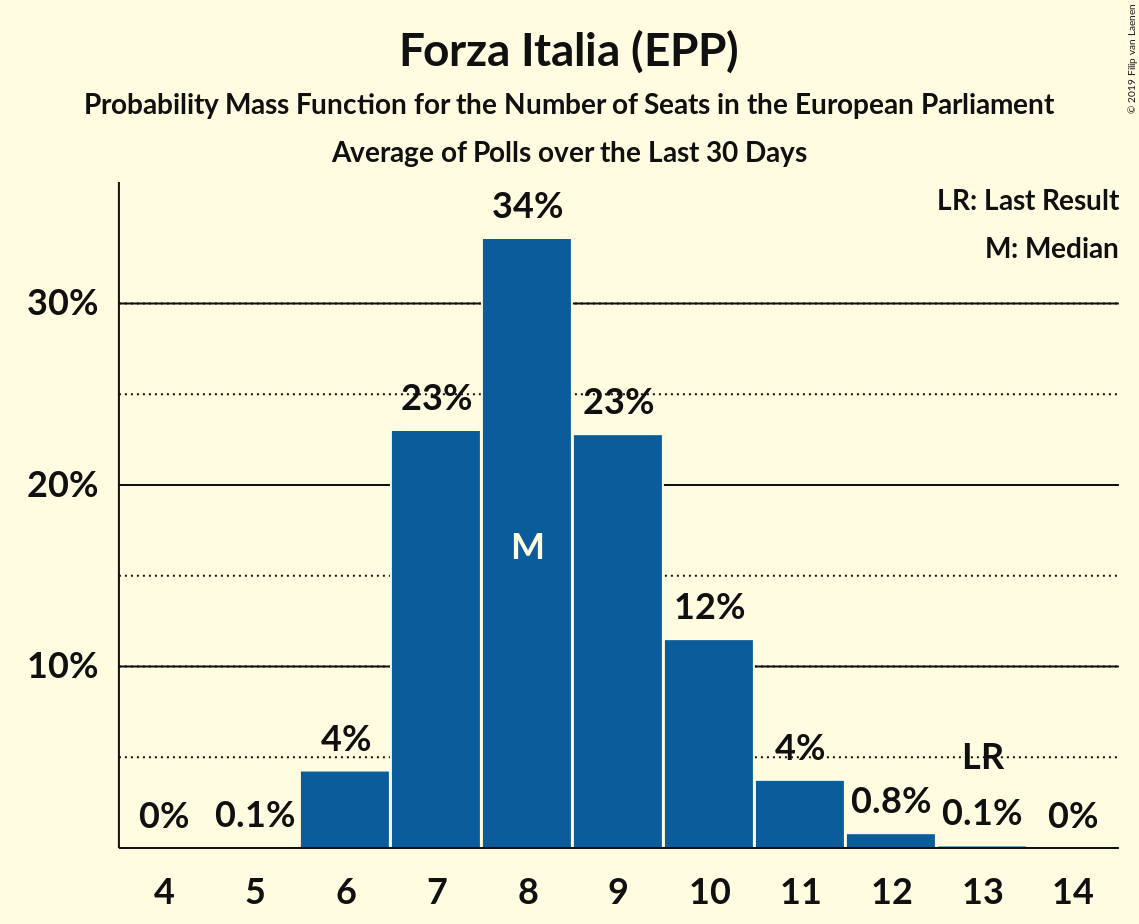 Forza Italia (EPP)
Probability Mass Function for the Number of Seats in the European Parliament
Average of Polls over the Last 30 Days
© 2019 Filip van Laenen
LR: Last Result
M: Median
34%
30%
23%
23%
20%
M
12%
10%
4%
4%
LR
0%
0.1%
0.8%
0.1%
0%
4 5 6 7 8 9 10 11 12 13 14